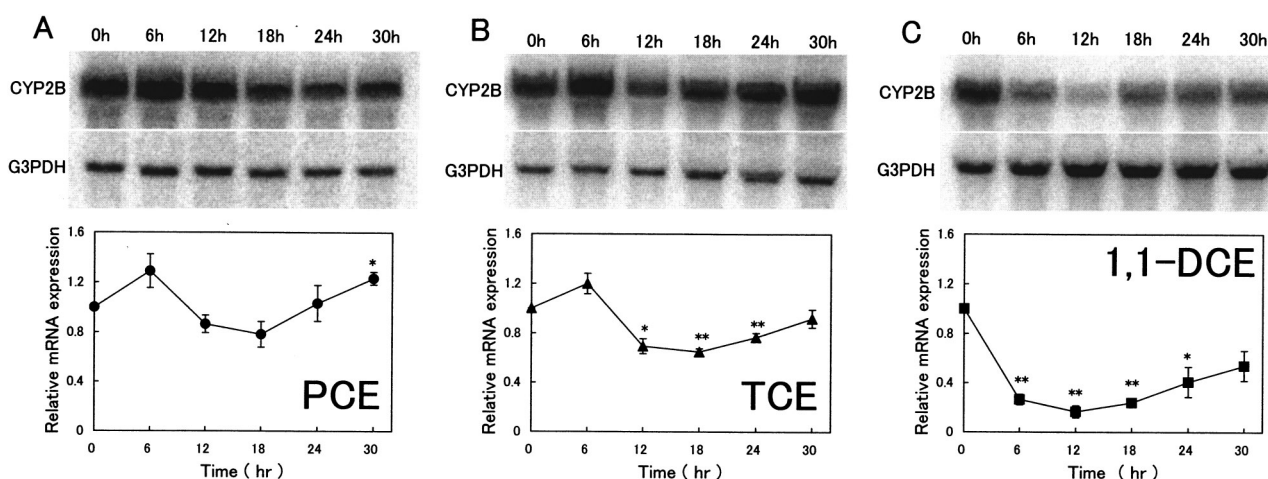 A
0h 6h 12h 18h 24h 30h
CYP2B
G3PDH
Relative mRNA expression
1.6
1.2
0.8
0.4
0
*
PCE
0 6 12 18 24 30
Time ( hr )
B
0h 6h 12h 18h 24h 30h
CYP2B
G3PDH
Relative mRNA expression
1.6
1.2
0.8
0.4
0
* ** **
TCE
0 6 12 18 24 30
Time ( hr )
C
0h 6h 12h 18h 24h 30h
CYP2B
G3PDH
Relative mRNA expression
1.6
1.2
0.8
0.4
0
1,1-DCE
** ** ** *
0 6 12 18 24 30
Time ( hr )